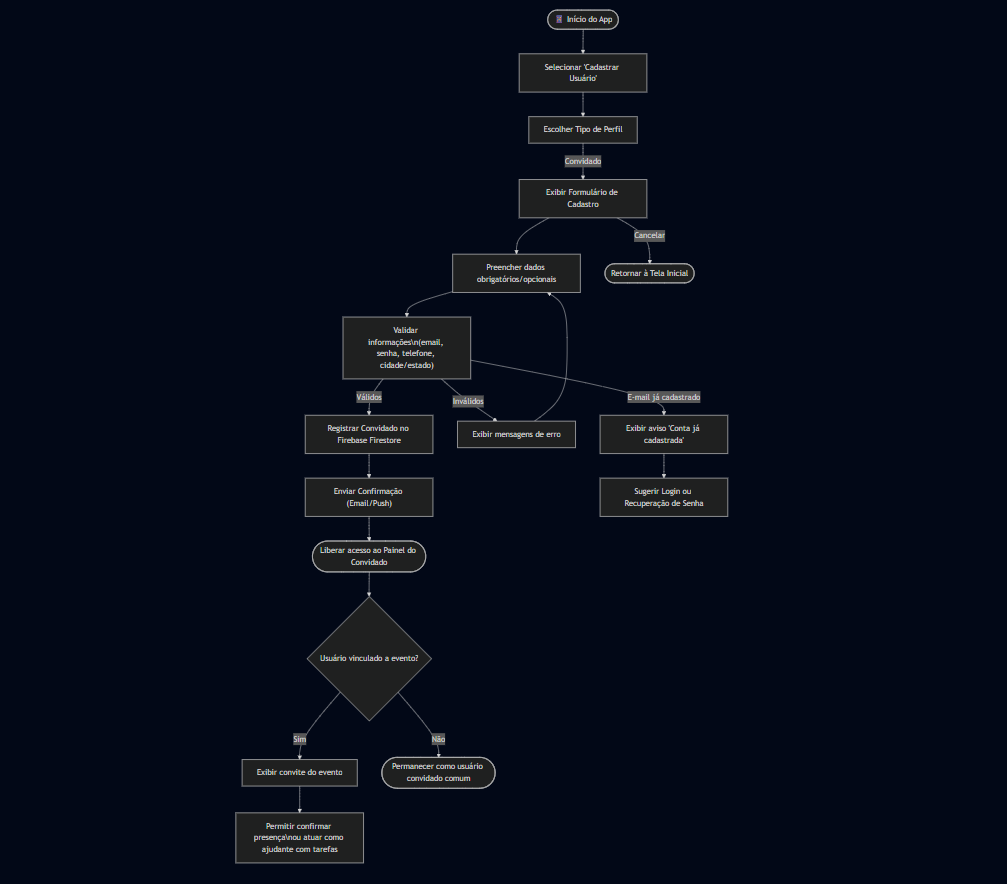 Início do App
Selecionar 'Cadastrar
Usuário'
Escolher Tipo de Perfil
Convidado
Exibir Formulário de
Cadastro
Cancelar
Preencher dados
obrigatórios/opcionais
Retornar à Tela Inicial
Validar
informações\n(email,
senha, telefone,
cidade/estado)
Válidos
Inválidos
E-mail já cadastrado
Registrar Convidado no
Firebase Firestore
Exibir mensagens de erro
Exibir aviso 'Conta já
cadastrada'
Enviar Confirmação
(Email/Push)
Sugerir Login ou
Recuperação de Senha
Liberar acesso ao Painel do
Convidado
Usuário vinculado a evento?
Sim
Não
Exibir convite do evento
Permanecer como usuário
convidado comum
Permitir confirmar
presença\nou atuar como
ajudante com tarefas